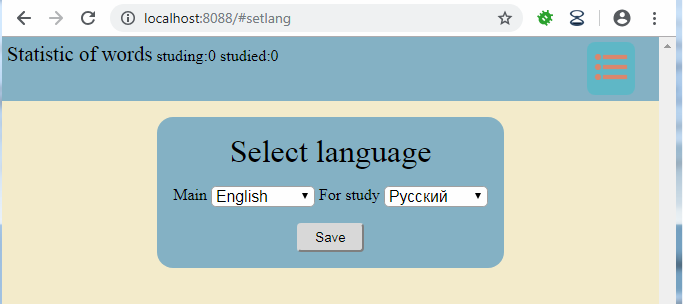 localhost:8088/#setlang
Statistic of words studing:0 studied:0
Select language
Main English For study Русский
Save